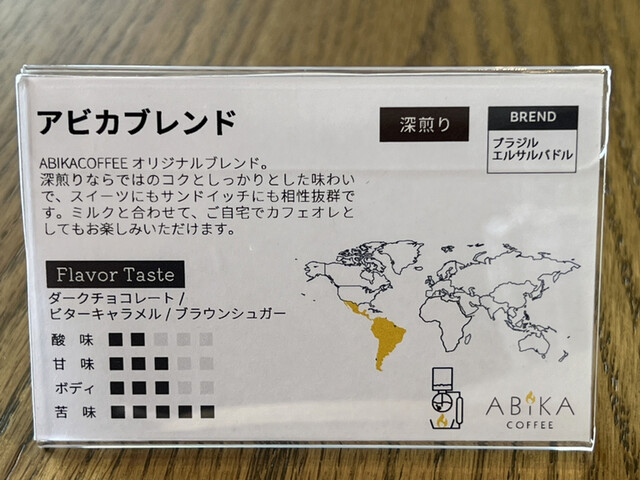 アビカブレンド
深煎り
BREND
ブラジル
エルサルバドル
ABIKACOFFEE オリジナルブレンド。
深煎りならではのコクとしっかりとした味わい
で、スイーツにもサンドイッチにも相性抜群で
す。ミルクと合わせて、ご自宅でカフェオレと
してもお楽しみいただけます。
Flavor Taste
ダークチョコレート /
ビターキャラメル / ブラウンシュガー
酸 味
甘 味
ボディ
苦 味
ABiKA
COFFEE